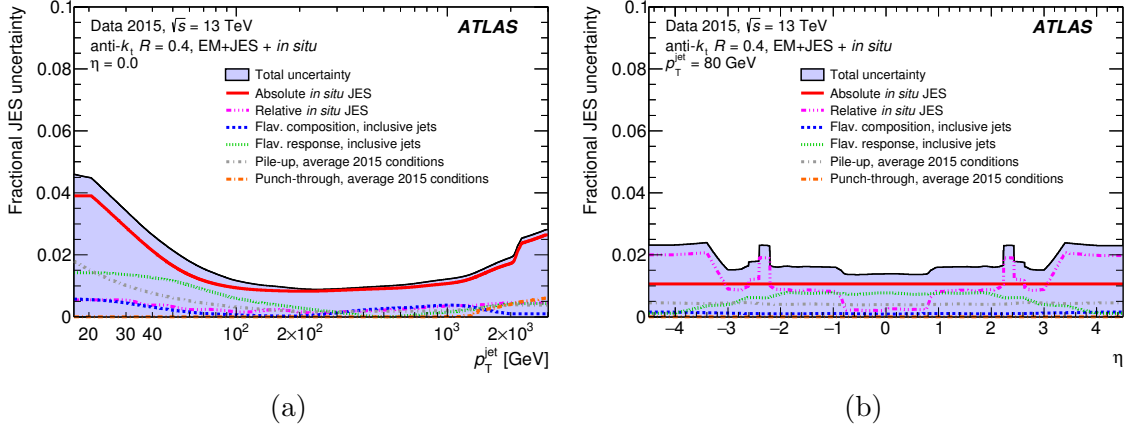 Data 2015, √s = 13 TeV
ATLAS
anti-kt R = 0.4, EM+JES + in situ
η = 0.0
Total uncertainty
Absolute in situ JES
Relative in situ JES
Flav. composition, inclusive jets
Flav. response, inclusive jets
Pile-up, average 2015 conditions
Punch-through, average 2015 conditions
Fractional JES uncertainty
0.1
0.08
0.06
0.04
0.02
0
20 30 40 10² 2×10² 10³ 2×10³
pT^jet [GeV]
(a)
Data 2015, √s = 13 TeV
ATLAS
anti-kt R = 0.4, EM+JES + in situ
pT^jet = 80 GeV
Total uncertainty
Absolute in situ JES
Relative in situ JES
Flav. composition, inclusive jets
Flav. response, inclusive jets
Pile-up, average 2015 conditions
Punch-through, average 2015 conditions
Fractional JES uncertainty
0.1
0.08
0.06
0.04
0.02
0
−4 −3 −2 −1 0 1 2 3 4
η
(b)